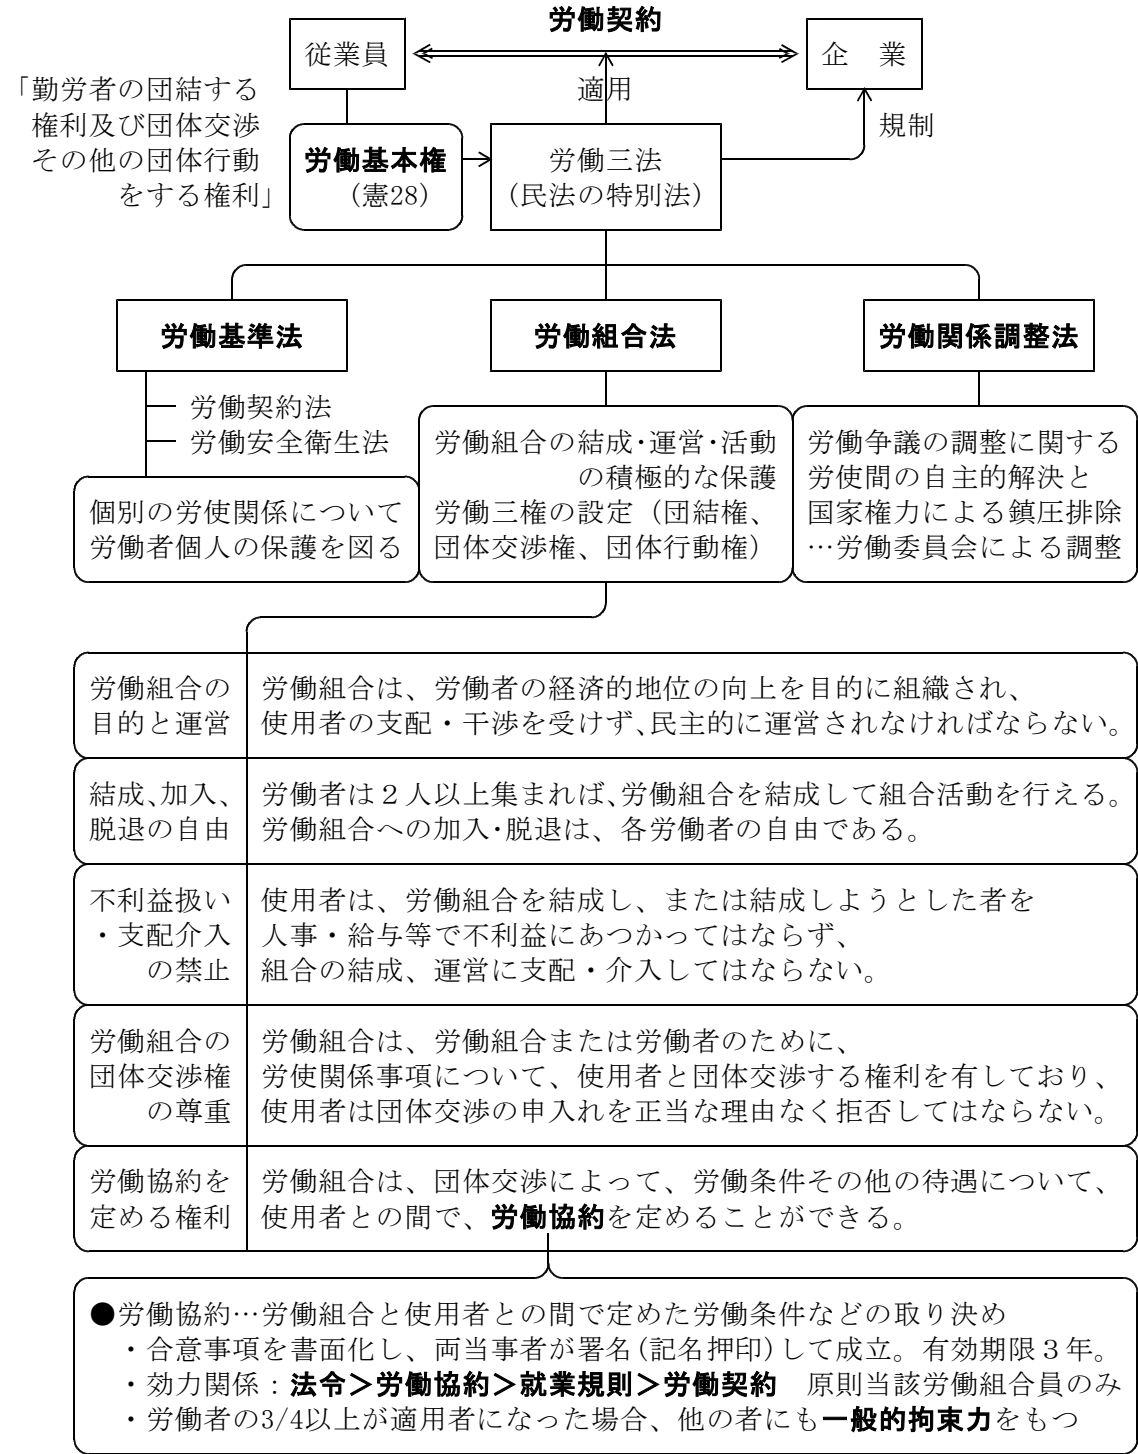 労働契約
従業員
企　業
「勤労者の団結する
権利及び団体交渉
その他の団体行動
をする権利」
適用
規制
労働基本権
（憲28）
労働三法
（民法の特別法）
労働基準法
労働組合法
労働関係調整法
労働契約法
労働安全衛生法
個別の労使関係について
労働者個人の保護を図る
労働組合の結成・運営・活動
の積極的な保護
労働三権の設定（団結権、
団体交渉権、団体行動権）
労働争議の調整に関する
労使間の自主的解決と
国家権力による鎮圧排除
…労働委員会による調整
労働組合の
目的と運営
労働組合は、労働者の経済的地位の向上を目的に組織され、
使用者の支配・干渉を受けず、民主的に運営されなければならない。
結成、加入、
脱退の自由
労働者は２人以上集まれば、労働組合を結成して組合活動を行える。
労働組合への加入・脱退は、各労働者の自由である。
不利益扱い
・支配介入
の禁止
使用者は、労働組合を結成し、または結成しようとした者を
人事・給与等で不利益にあつかってはならず、
組合の結成、運営に支配・介入してはならない。
労働組合の
団体交渉権
の尊重
労働組合は、労働組合または労働者のために、
労使関係事項について、使用者と団体交渉する権利を有しており、
使用者は団体交渉の申入れを正当な理由なく拒否してはならない。
労働協約を
定める権利
労働組合は、団体交渉によって、労働条件その他の待遇について、
使用者との間で、労働協約を定めることができる。
●労働協約…労働組合と使用者との間で定めた労働条件などの取り決め
・合意事項を書面化し、両当事者が署名(記名押印)して成立。有効期限３年。
・効力関係：法令＞労働協約＞就業規則＞労働契約　原則当該労働組合員のみ
・労働者の3/4以上が適用者になった場合、他の者にも一般的拘束力をもつ